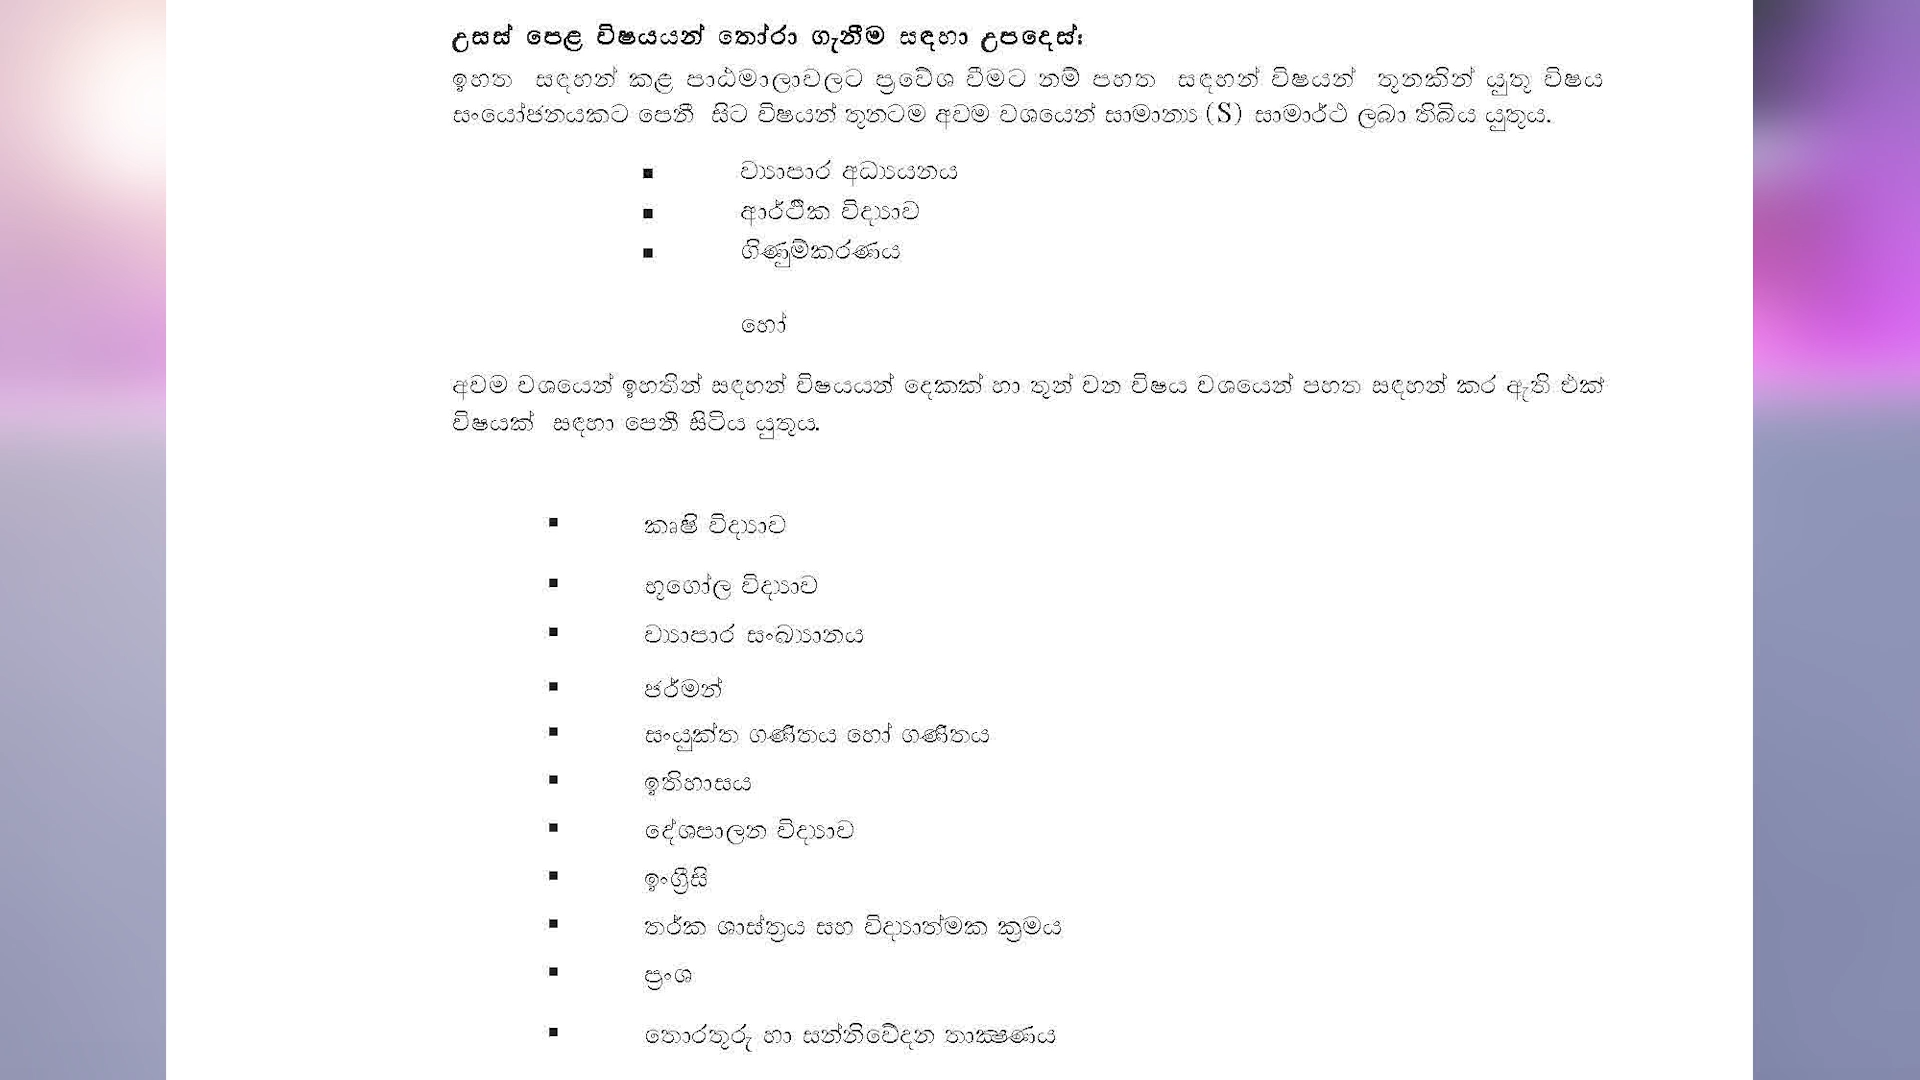 උසස් පෙළ විෂයයන් තෝරා ගැනීම සඳහා උපදෙස්:
ඉහත සඳහන් කළ පාඨමාලාවලට ප්‍රවේශ වීමට නම් පහත සඳහන් විෂයන් තුනකින් යුතු විෂය
සංයෝජනයකට පෙනී සිට විෂයන් තුනටම අවම වශයෙන් සාමාන්‍ය (S) සාමාර්ථ ලබා තිබිය යුතුය.
▪ ව්‍යාපාර අධ්‍යයනය
▪ ආර්ථික විද්‍යාව
▪ ගිණුම්කරණය
හෝ
අවම වශයෙන් ඉහතින් සඳහන් විෂයයන් දෙකක් හා තුන් වන විෂය වශයෙන් පහත සඳහන් කර ඇති එක්
විෂයක් සඳහා පෙනී සිටිය යුතුය.
▪ කෘෂි විද්‍යාව
▪ භූගෝල විද්‍යාව
▪ ව්‍යාපාර සංඛ්‍යානය
▪ ජර්මන්
▪ සංයුක්ත ගණිතය හෝ ගණිතය
▪ ඉතිහාසය
▪ දේශපාලන විද්‍යාව
▪ ඉංග්‍රීසි
▪ තර්ක ශාස්ත්‍රය සහ විද්‍යාත්මක ක්‍රමය
▪ ප්‍රංශ
▪ තොරතුරු හා සන්නිවේදන තාක්‍ෂණය